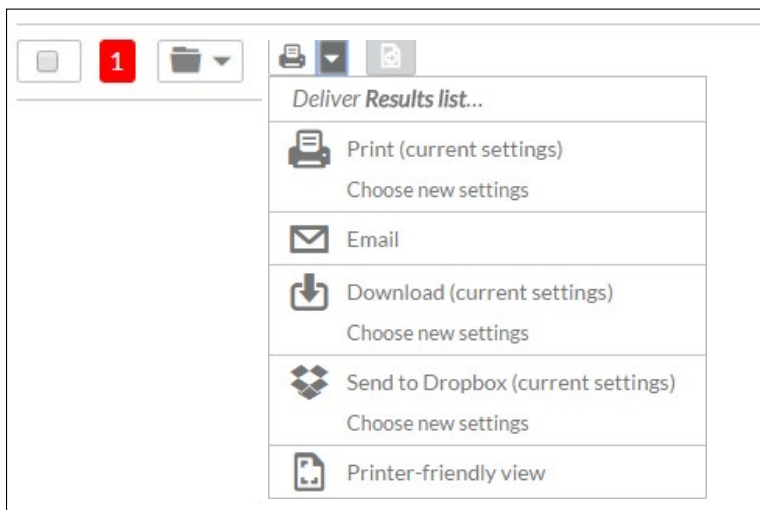 1
Deliver Results list...
Print (current settings)
Choose new settings
Email
Download (current settings)
Choose new settings
Send to Dropbox (current settings)
Choose new settings
Printer-friendly view